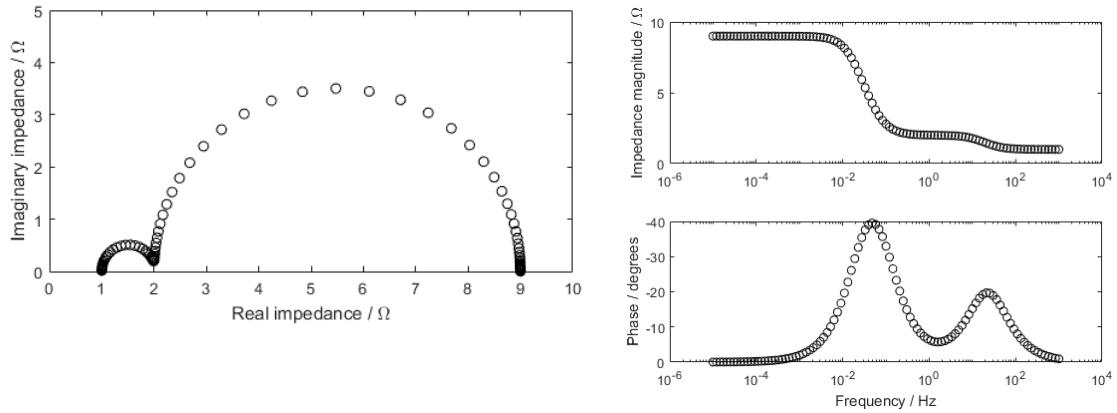 5
4
3
2
1
0
0 1 2 3 4 5 6 7 8 9 10
Imaginary impedance / Ω
Real impedance / Ω
10
5
0
10^-6 10^-4 10^-2 10^0 10^2 10^4
Impedance magnitude / Ω
-40
-30
-20
-10
0
10^-6 10^-4 10^-2 10^0 10^2 10^4
Phase / degrees
Frequency / Hz